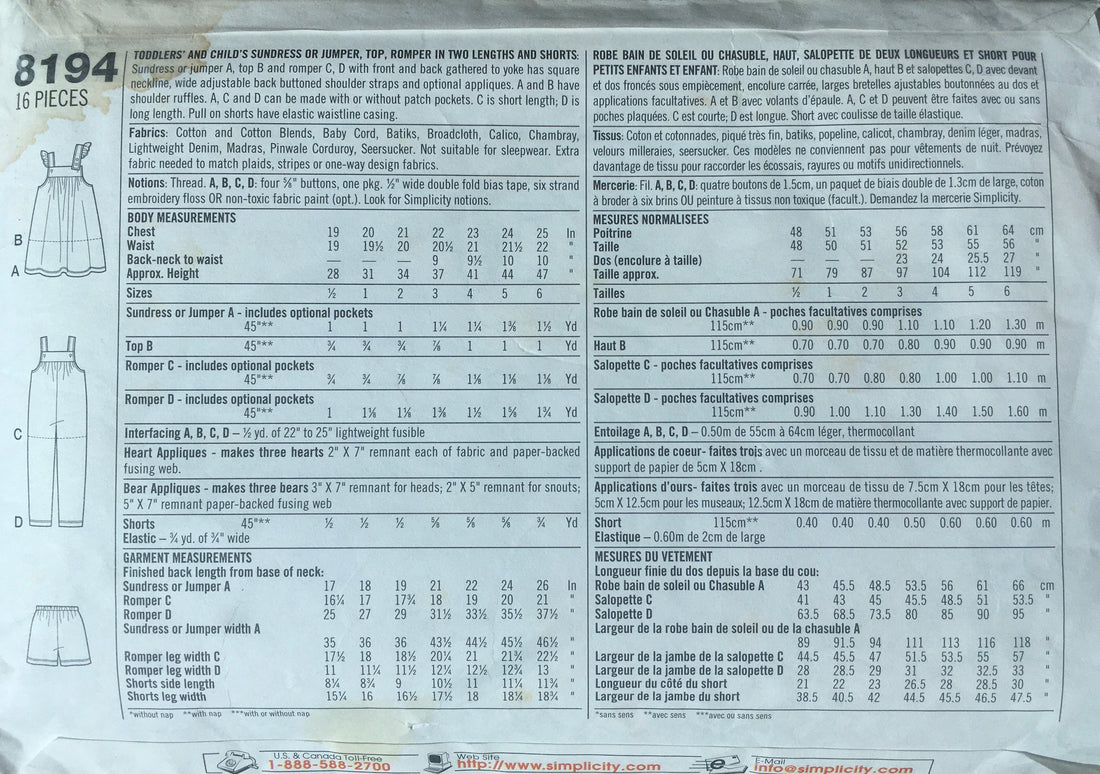 8194
16 PIECES
B
A
C
D
TODDLERS' AND CHILD'S SUNDRESS OR JUMPER, TOP, ROMPER IN TWO LENGTHS AND SHORTS:
Sundress or jumper A, top B and romper C, D with front and back gathered to yoke has square
neckline, wide adjustable back buttoned shoulder straps and optional appliques. A and B have
shoulder ruffles. A, C and D can be made with or without patch pockets. C is short length; D is
long length. Pull on shorts have elastic waistline casing.
Fabrics: Cotton and Cotton Blends, Baby Cord, Batiks, Broadcloth, Calico, Chambray,
Lightweight Denim, Madras, Pinwale Corduroy, Seersucker. Not suitable for sleepwear. Extra
fabric needed to match plaids, stripes or one-way design fabrics.
Notions: Thread. A, B, C, D: four ⅝" buttons, one pkg. ½" wide double fold bias tape, six strand
embroidery floss OR non-toxic fabric paint (opt.). Look for Simplicity notions.
BODY MEASUREMENTS
Chest 19 20 21 22 23 24 25 In
Waist 19 19½ 20 20½ 21 21½ 22 "
Back-neck to waist — — — 9 9½ 10 10 "
Approx. Height 28 31 34 37 41 44 47 "
Sizes ½ 1 2 3 4 5 6
Sundress or Jumper A - includes optional pockets
45"** 1 1 1 1¼ 1¼ 1⅜ 1½ Yd
Top B 45"** ¾ ¾ ¾ ⅞ 1 1 1 Yd
Romper C - includes optional pockets
45"** ¾ ¾ ⅞ ⅞ 1⅛ 1⅛ 1⅛ Yd
Romper D - includes optional pockets
45"** 1 1⅛ 1⅜ 1½ 1¾ Yd
Interfacing A, B, C, D – ½ yd. of 22" to 25" lightweight fusible
Heart Appliques - makes three hearts 2" X 7" remnant each of fabric and paper-backed
fusing web.
Bear Appliques - makes three bears 3" X 7" remnant for heads; 2" X 5" remnant for snouts;
5" X 7" remnant paper-backed fusing web
Shorts 45"** ½ ½ ½ ⅝ ⅝ ⅝ ¾ Yd
Elastic – ¾ yd. of ¾" wide
GARMENT MEASUREMENTS
Finished back length from base of neck:
Sundress or Jumper A 17 18 19 21 22 24 26 In
Romper C 16¼ 17 17¾ 18 19 20 21 "
Romper D 25 27 29 31½ 33½ 35½ 37½ "
Sundress or Jumper width A
35 36 36 43½ 44½ 45½ 46½ "
Romper leg width C 17½ 18 18½ 20¼ 21 21¾ 22½ "
Romper leg width D 11 11¼ 11½ 12¼ 12½ 12¾ 13 "
Shorts side length 8¼ 8¾ 9 10½ 11 11¼ 11¾ "
Shorts leg width 15¼ 16 16½ 17½ 18 18¼ 18¾ "
*without nap **with nap ***with or without nap
ROBE BAIN DE SOLEIL OU CHASUBLE, HAUT, SALOPETTE DE DEUX LONGUEURS ET SHORT POUR
PETITS ENFANTS ET ENFANT: Robe bain de soleil ou chasuble A, haut B et salopettes C, D avec devant
et dos froncés sous empiècement, encolure carrée, larges bretelles ajustables boutonnées au dos et
applications facultatives. A et B avec volants d'épaule. A, C et D peuvent être faites avec ou sans
poches plaquées. C est courte; D est longue. Short avec coulisse de taille élastique.
Tissus: Coton et cotonnades, piqué très fin, batiks, popeline, calicot, chambray, denim léger, madras,
velours milleraies, seersucker. Ces modèles ne conviennent pas pour vêtements de nuit. Prévoyez
davantage de tissu pour raccorder les écossais, rayures ou motifs unidirectionnels.
Mercerie: Fil. A, B, C, D: quatre boutons de 1.5cm, un paquet de biais double de 1.3cm de large, coton
à broder à six brins OU peinture à tissus non toxique (facult.). Demandez la mercerie Simplicity.
MESURES NORMALISEES
Poitrine 48 51 53 56 58 61 64 cm
Taille 48 50 51 52 53 55 56 "
Dos (encolure à taille) — — — 23 24 25.5 27 "
Taille approx. 71 79 87 97 104 112 119 "
Tailles ½ 1 2 3 4 5 6
Robe bain de soleil ou Chasuble A - poches facultatives comprises
115cm** 0.90 0.90 0.90 1.10 1.10 1.20 1.30 m
Haut B 115cm** 0.70 0.70 0.70 0.80 0.90 0.90 0.90 m
Salopette C - poches facultatives comprises
115cm** 0.70 0.70 0.80 0.80 1.00 1.00 1.10 m
Salopette D - poches facultatives comprises
115cm** 0.90 1.00 1.10 1.30 1.40 1.50 1.60 m
Entoilage A, B, C, D – 0.50m de 55cm à 64cm léger, thermocollant
Applications de coeur- faites trois avec un morceau de tissu et de matière thermocollante avec
support de papier de 5cm X 18cm .
Applications d'ours- faites trois avec un morceau de tissu de 7.5cm X 18cm pour les têtes;
5cm X 12.5cm pour les museaux; 12.5cm X 18cm de matière thermocollante avec support de papier.
Short 115cm** 0.40 0.40 0.40 0.50 0.60 0.60 0.60 m
Elastique – 0.60m de 2cm de large
MESURES DU VETEMENT
Longueur finie du dos depuis la base du cou:
Robe bain de soleil ou Chasuble A 43 45.5 48.5 53.5 56 61 66 cm
Salopette C 41 43 45 45.5 48.5 51 53.5 "
Salopette D 63.5 68.5 73.5 80 85 90 95 "
Largeur de la robe bain de soleil ou de la chasuble A
89 91.5 94 111 113 116 118 "
Largeur de la jambe de la salopette C 44.5 45.5 47 51.5 53.5 55 57 "
Largeur de la jambe de la salopette D 28 28.5 29 31 32 32.5 33 "
Longueur du côté du short 21 22 23 26.5 28 28.5 30 "
Largeur de la jambe du short 38.5 40.5 42 44.5 45.5 46.5 47.5 "
*sans sens **avec sens ***avec ou sans sens
U.S. & Canada Toll-Free
1-888-588-2700
Web Site
http://www.simplicity.com
E-Mail
info@simplicity.com